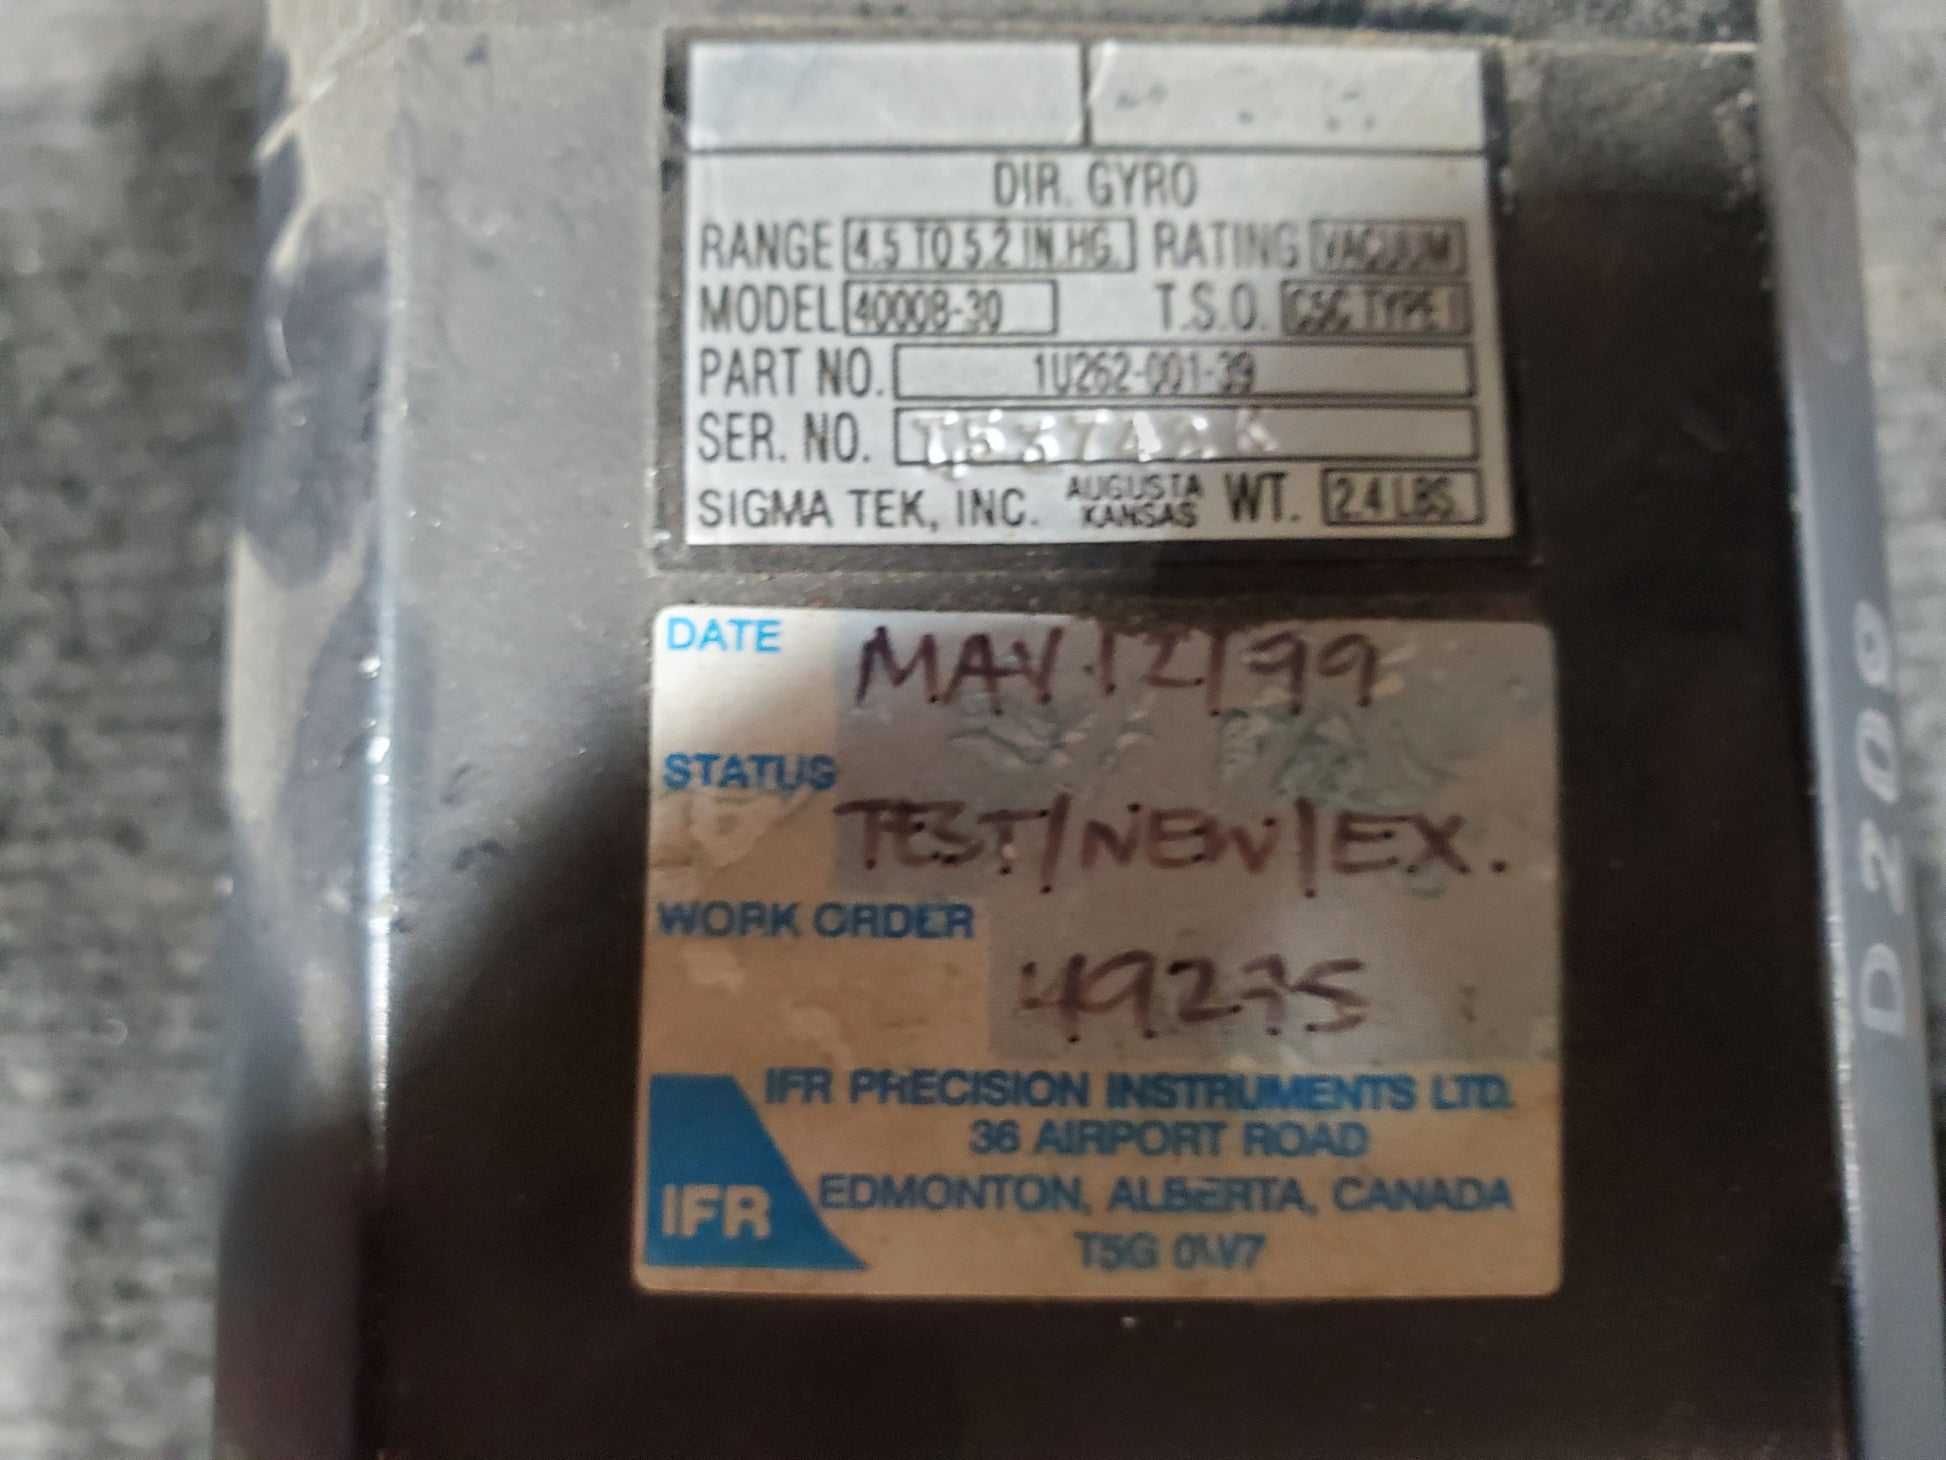 DIR. GYRO
RANGE 4.5 TO 5.2 IN.HG. RATING VACUUM
MODEL 4000B-30 T.S.O. C5C TYPE I
PART NO. 1U262-001-39
SER. NO.
SIGMA TEK, INC. AUGUSTA KANSAS WT. 2.4 LBS.
DATE MAY 12/99
STATUS
TEST/NEW/EX.
WORK ORDER
49275
IFR PRECISION INSTRUMENTS LTD.
36 AIRPORT ROAD
EDMONTON, ALBERTA, CANADA
T5G 0W7
IFR
D209